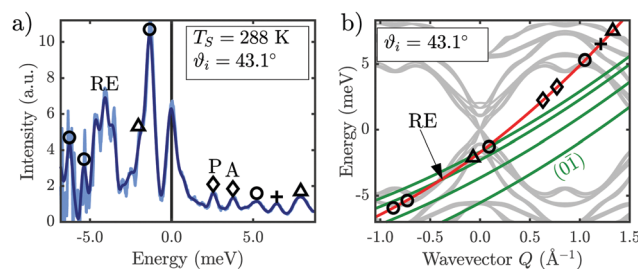 a)
T_S = 288 K
ϑ_i = 43.1°
RE
P A
Intensity (a.u.)
10
8
6
4
2
0
-5.0 0.0 5.0
Energy (meV)
b)
ϑ_i = 43.1°
RE
(01̄)
Energy (meV)
5
0
-5
-1.0 -0.5 0.0 0.5 1.0 1.5
Wavevector Q (Å⁻¹)